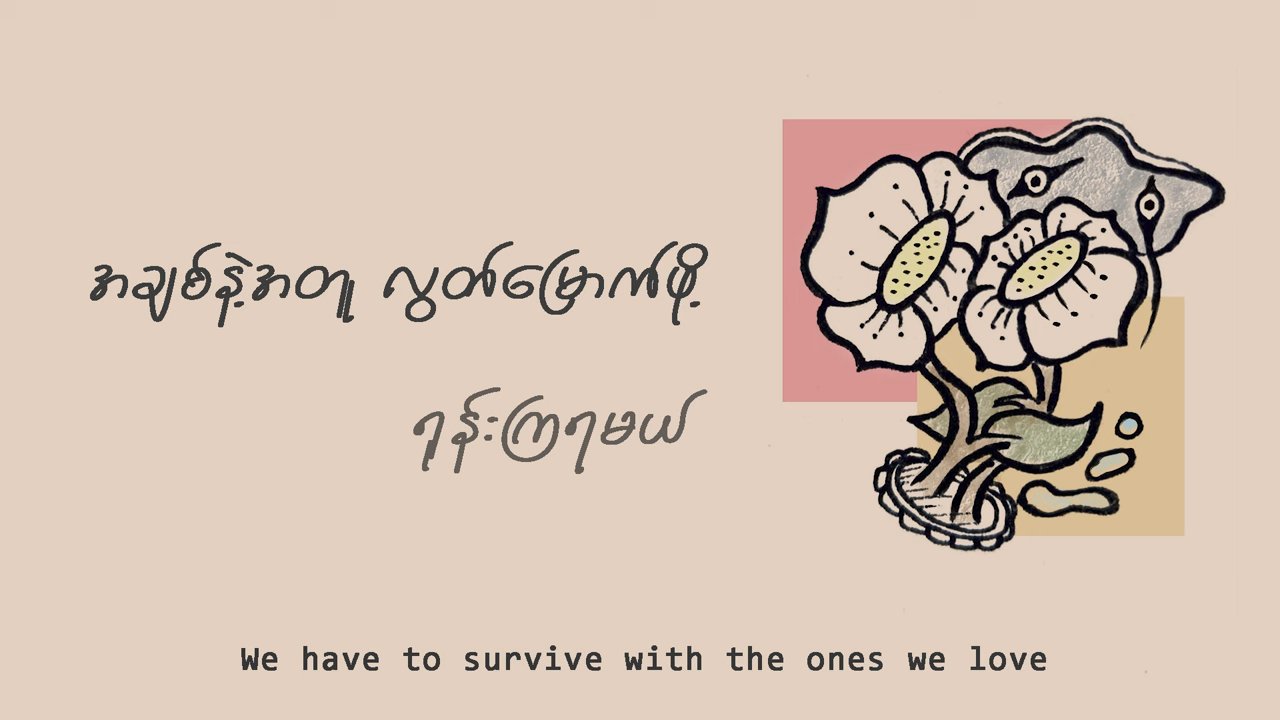 အချစ်နဲ့အတူ လွတ်မြောက်ဖို့
ရုန်းကြရမယ်
We have to survive with the ones we love